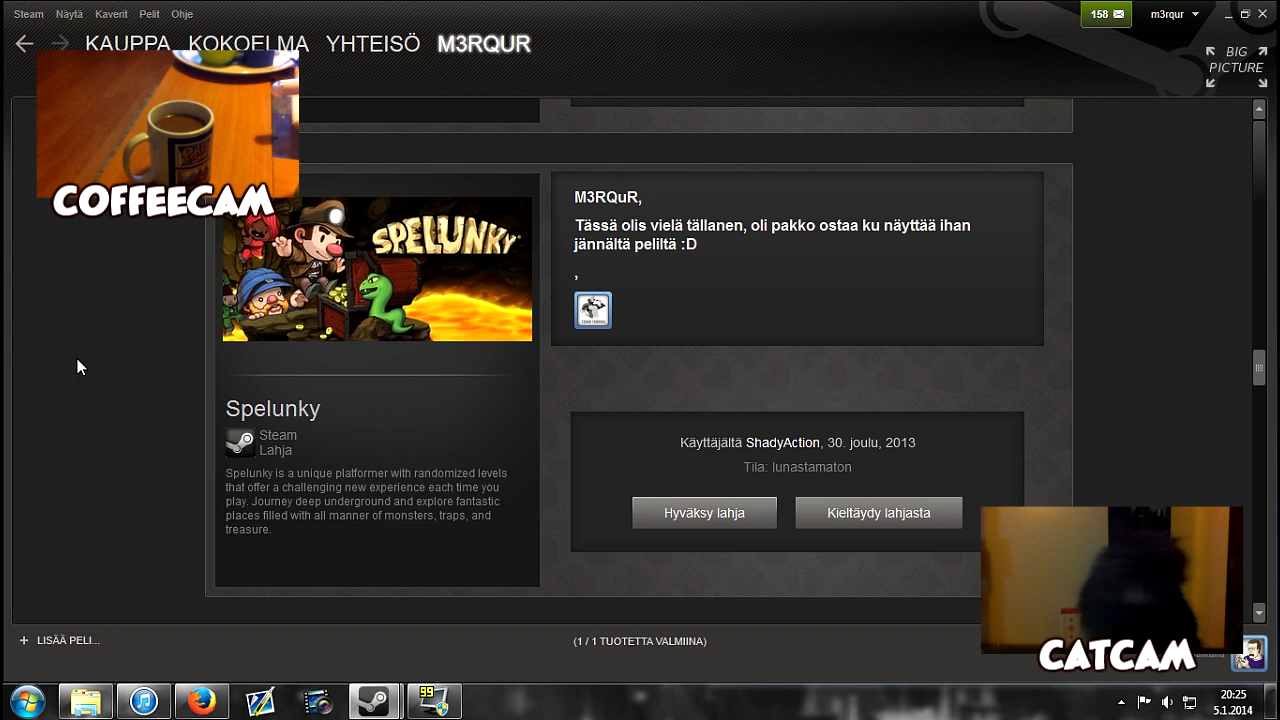 Steam Näytä Kaverit Pelit Ohje
158 m3rqur
KAUPPA KOKOELMA YHTEISÖ M3RQUR
BIG PICTURE
COFFEECAM
SPELUNKY
M3RQuR,
Tässä olis vielä tällanen, oli pakko ostaa ku näyttää ihan
jännältä peliltä :D
,
Spelunky
Steam
Lahja
Spelunky is a unique platformer with randomized levels
that offer a challenging new experience each time you
play. Journey deep underground and explore fantastic
places filled with all manner of monsters, traps, and
treasure.
Käyttäjältä ShadyAction, 30. joulu, 2013
Tila: lunastamaton
Hyväksy lahja Kieltäydy lahjasta
CATCAM
+ LISÄÄ PELI...
(1 / 1 TUOTETTA VALMIINA)
99
20:25
5.1.2014